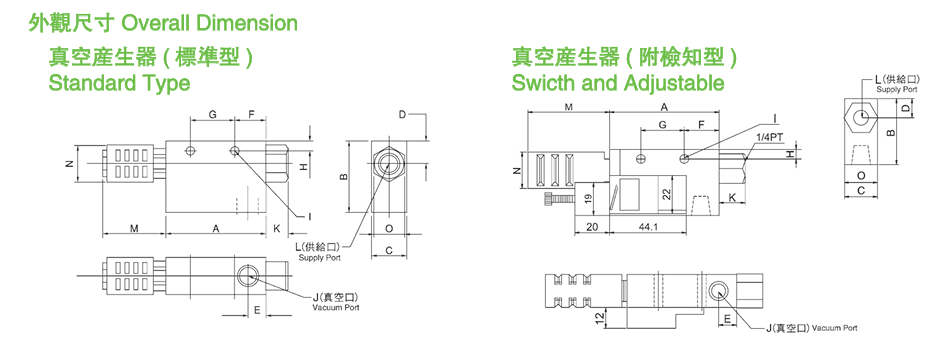 外觀尺寸 Overall Dimension
真空産生器 ( 標準型 )
Standard Type
G
F
D
N
H
B
I
M
A
K
O
L(供給口)
Supply Port
C
J(真空口)
Vacuum Port
E
真空産生器 ( 附檢知型 )
Swicth and Adjustable
L(供給口)
Supply Port
M
A
I
D
G
F
1/4PT
B
N
H
19
22
K
O
20
44.1
C
12
E
J(真空口) Vacuum Port